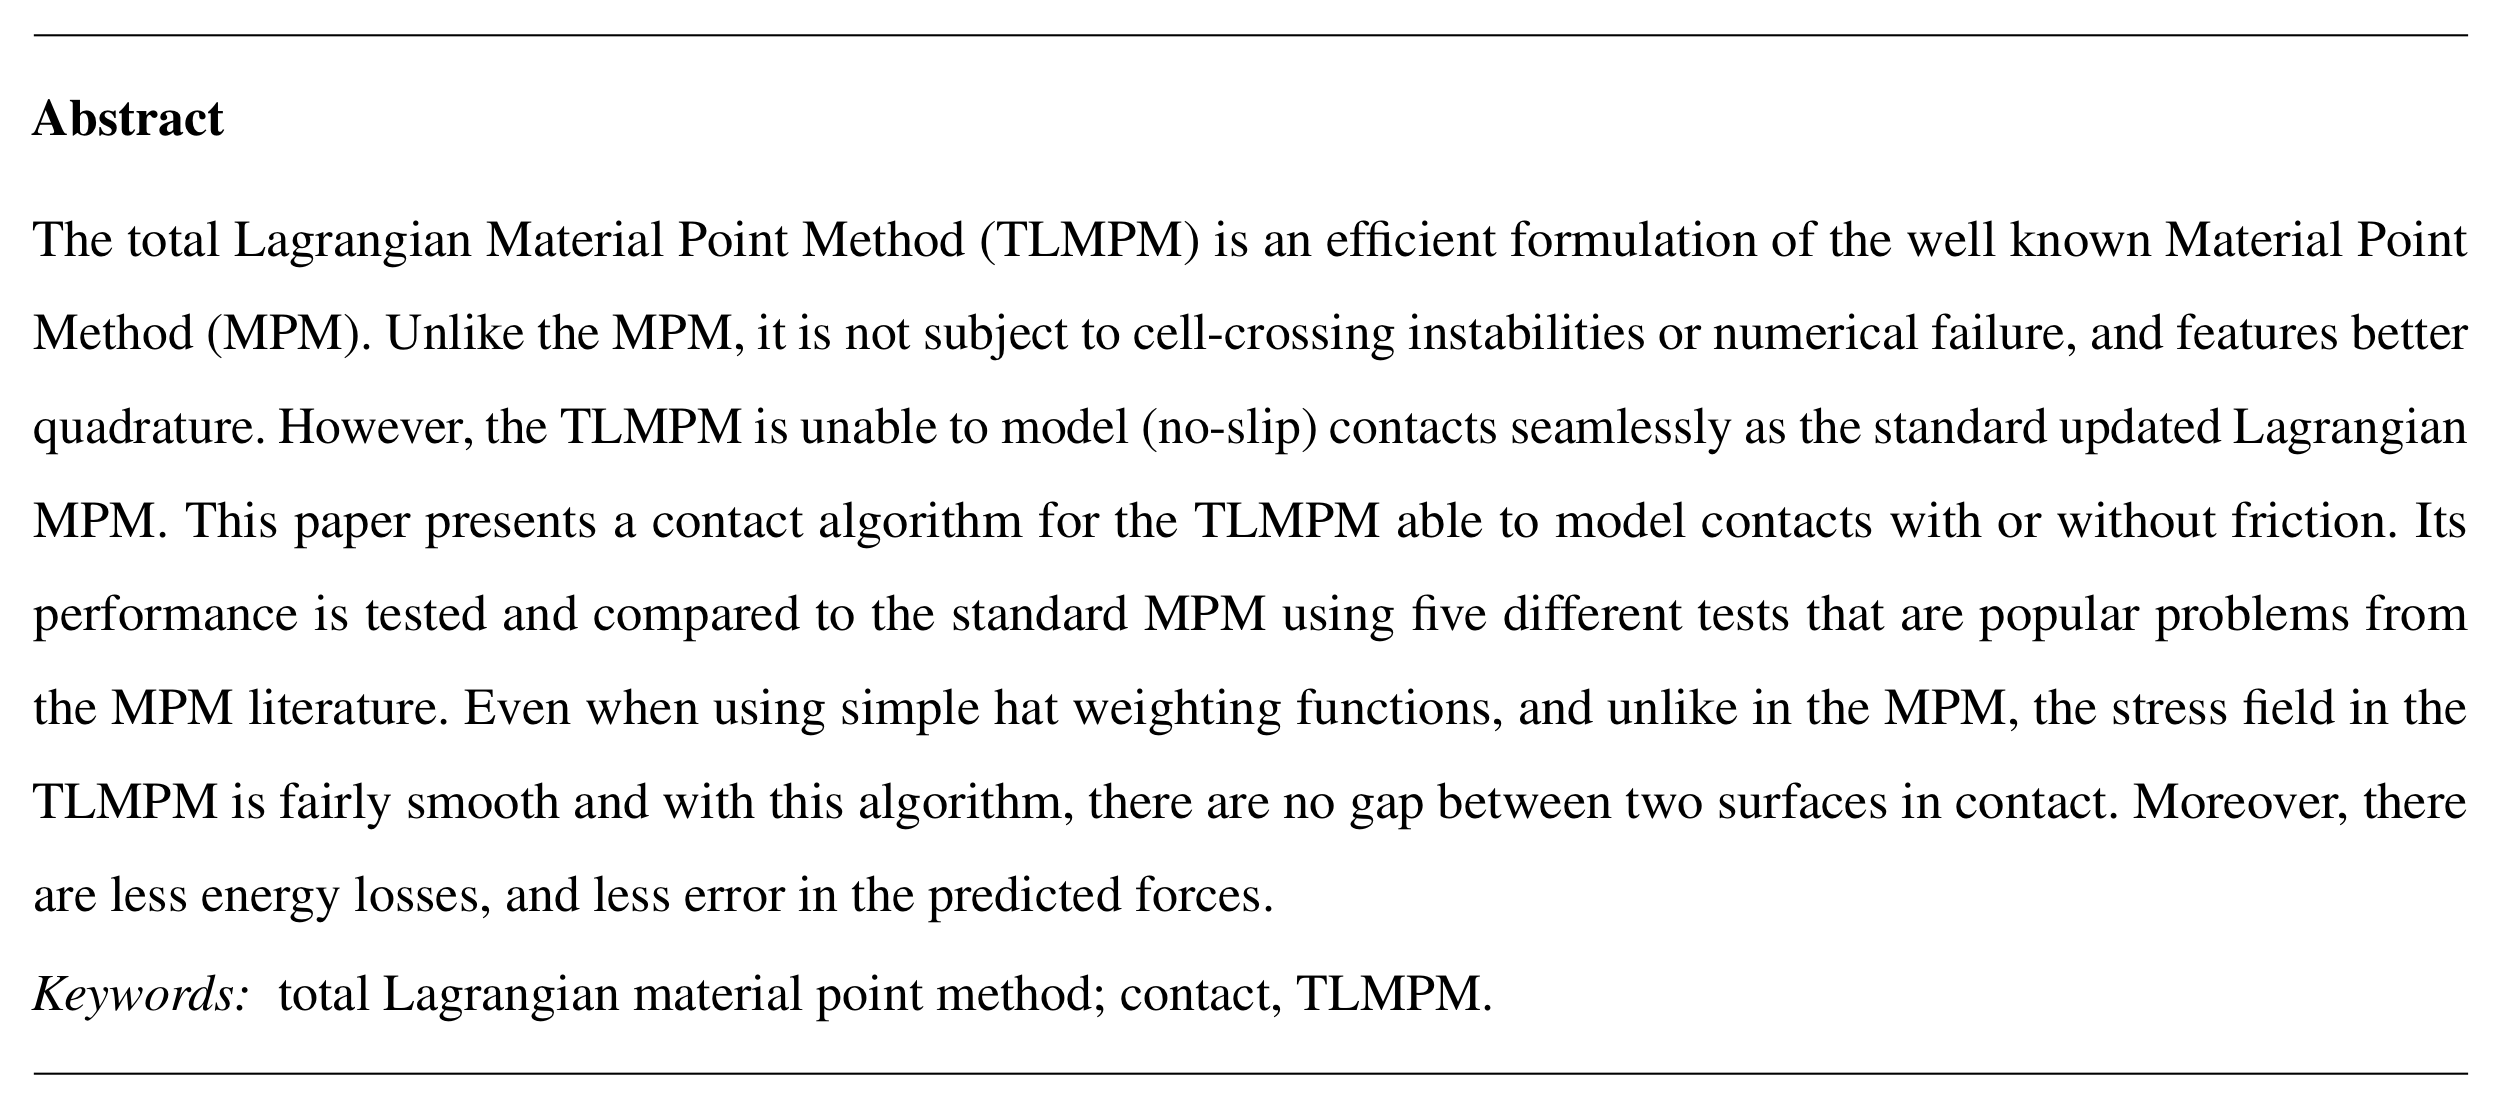 Abstract
The total Lagrangian Material Point Method (TLMPM) is an efficient formulation of the well known Material Point
Method (MPM). Unlike the MPM, it is not subject to cell-crossing instabilities or numerical failure, and features better
quadrature. However, the TLMPM is unable to model (no-slip) contacts seamlessly as the standard updated Lagrangian
MPM. This paper presents a contact algorithm for the TLMPM able to model contacts with or without friction. Its
performance is tested and compared to the standard MPM using five different tests that are popular problems from
the MPM literature. Even when using simple hat weighting functions, and unlike in the MPM, the stress field in the
TLMPM is fairly smooth and with this algorithm, there are no gap between two surfaces in contact. Moreover, there
are less energy losses, and less error in the predicted forces.
Keywords: total Lagrangian material point method; contact, TLMPM.